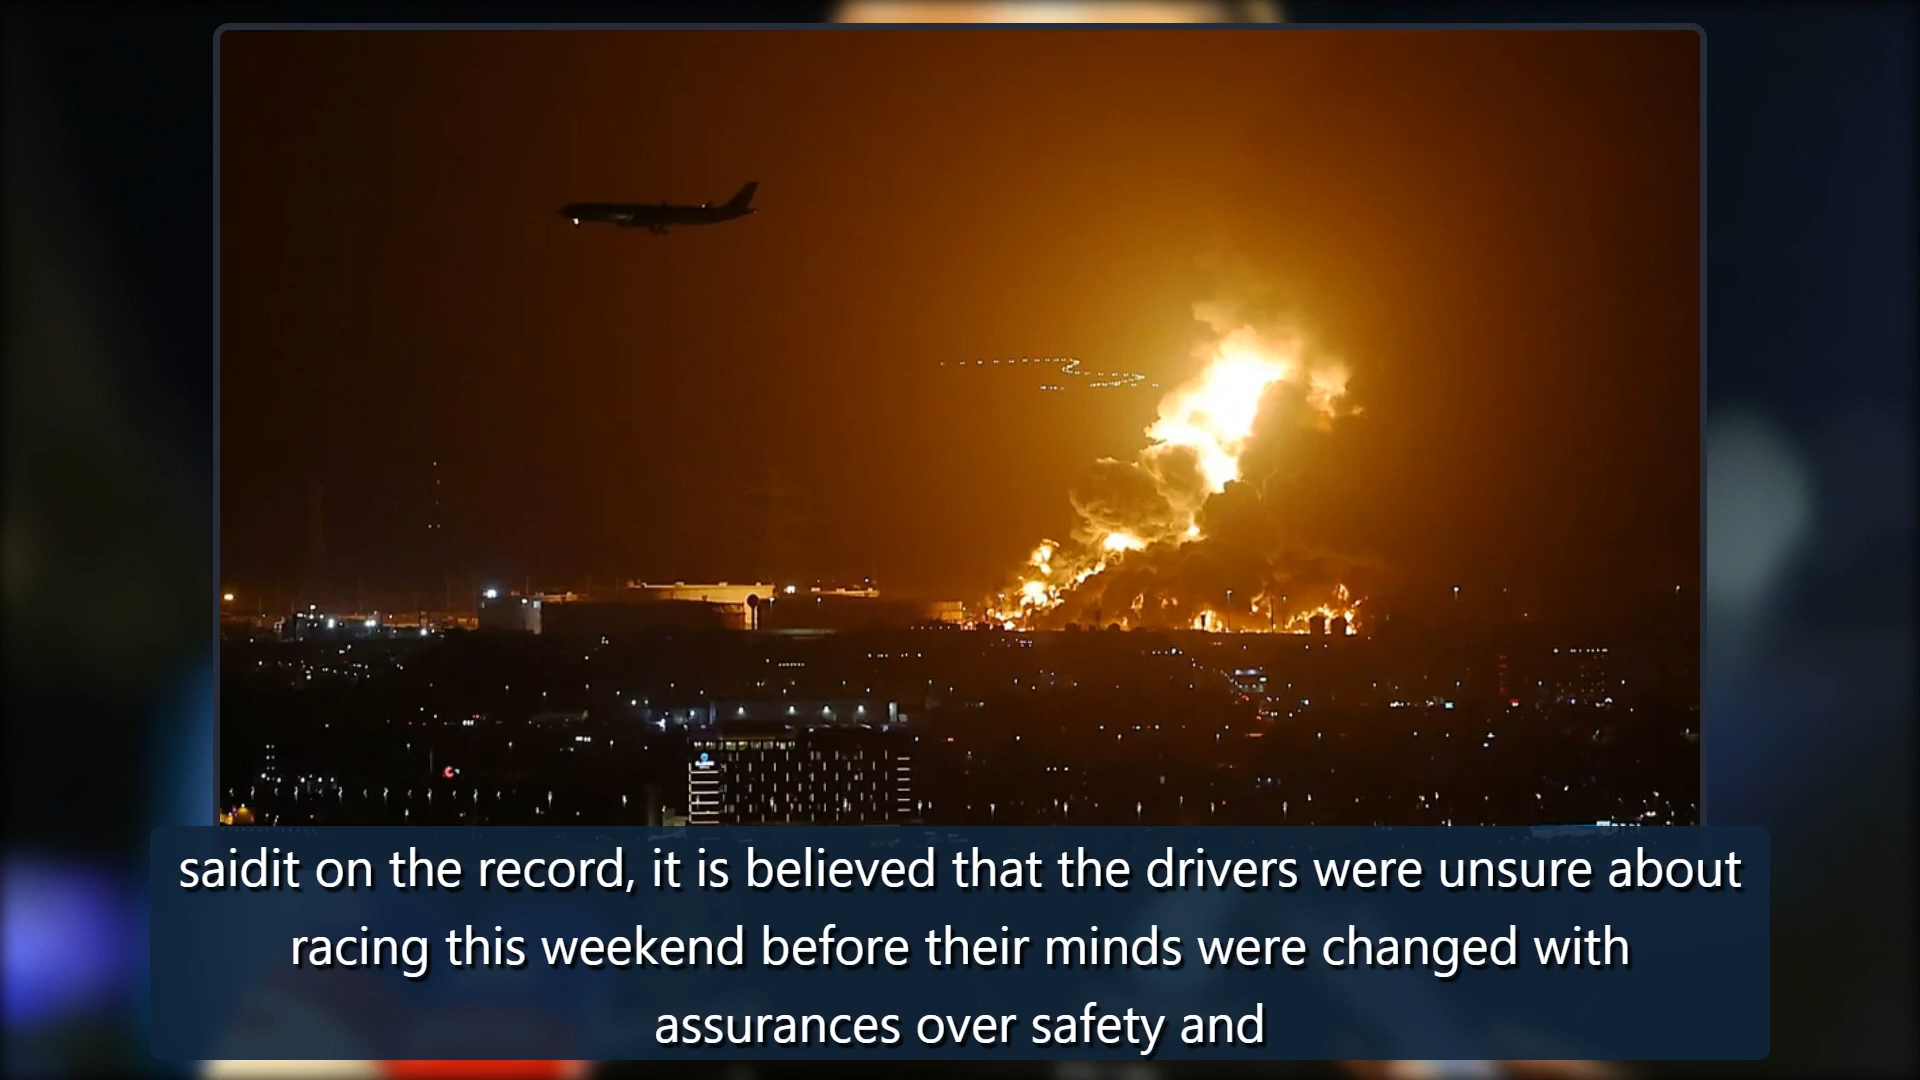 saidit on the record, it is believed that the drivers were unsure about
racing this weekend before their minds were changed with
assurances over safety and